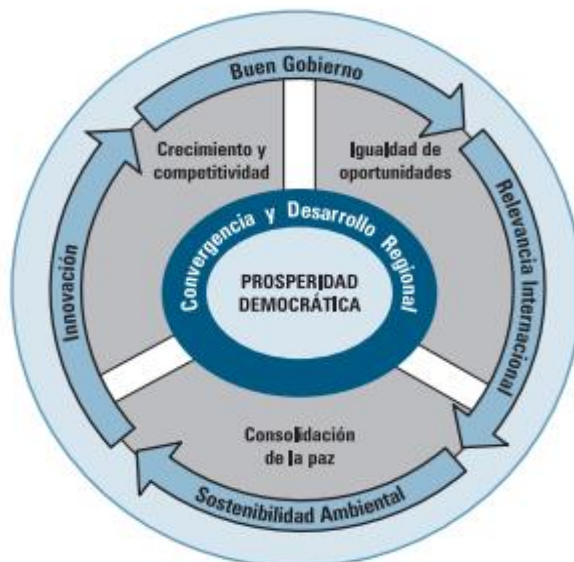 Buen Gobierno
Crecimiento y
competitividad
Igualdad de
oportunidades
Relevancia Internacional
Innovación
Convergencia y Desarrollo Regional
PROSPERIDAD
DEMOCRÁTICA
Consolidación
de la paz
Sostenibilidad Ambiental